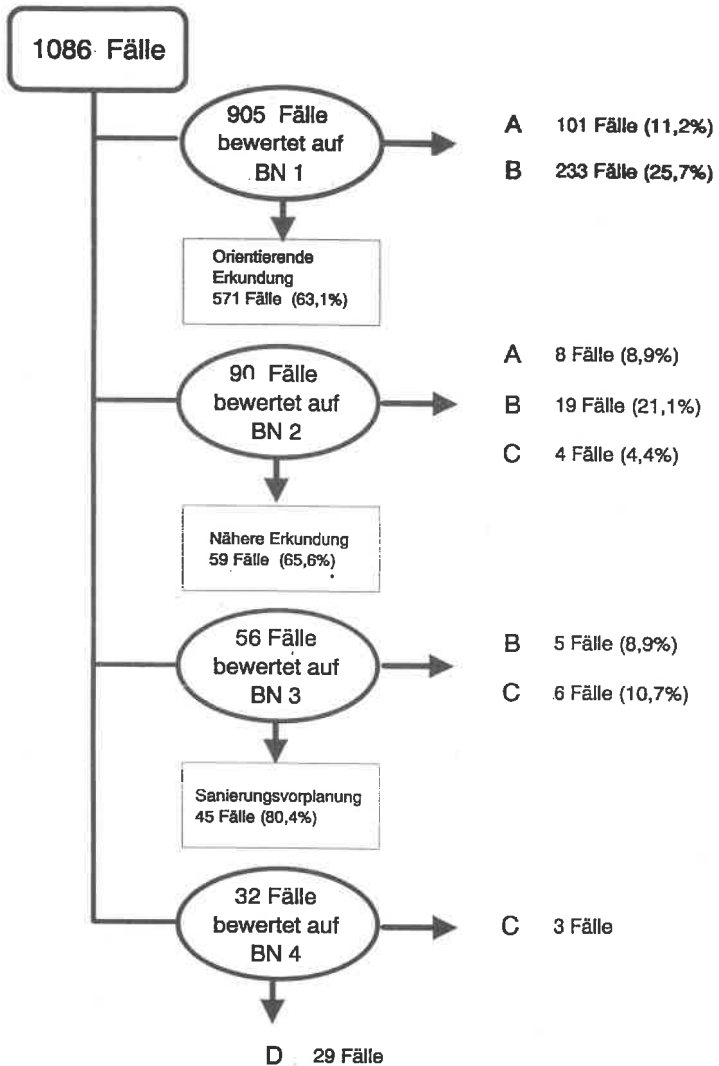 1086 Fälle
905 Fälle
bewertet auf
BN 1
A 101 Fälle (11,2%)
B 233 Fälle (25,7%)
Orientierende
Erkundung
571 Fälle (63,1%)
90 Fälle
bewertet auf
BN 2
A 8 Fälle (8,9%)
B 19 Fälle (21,1%)
C 4 Fälle (4,4%)
Nähere Erkundung
59 Fälle (65,6%)
56 Fälle
bewertet auf
BN 3
B 5 Fälle (8,9%)
C 6 Fälle (10,7%)
Sanierungsvorplanung
45 Fälle (80,4%)
32 Fälle
bewertet auf
BN 4
C 3 Fälle
D 29 Fälle